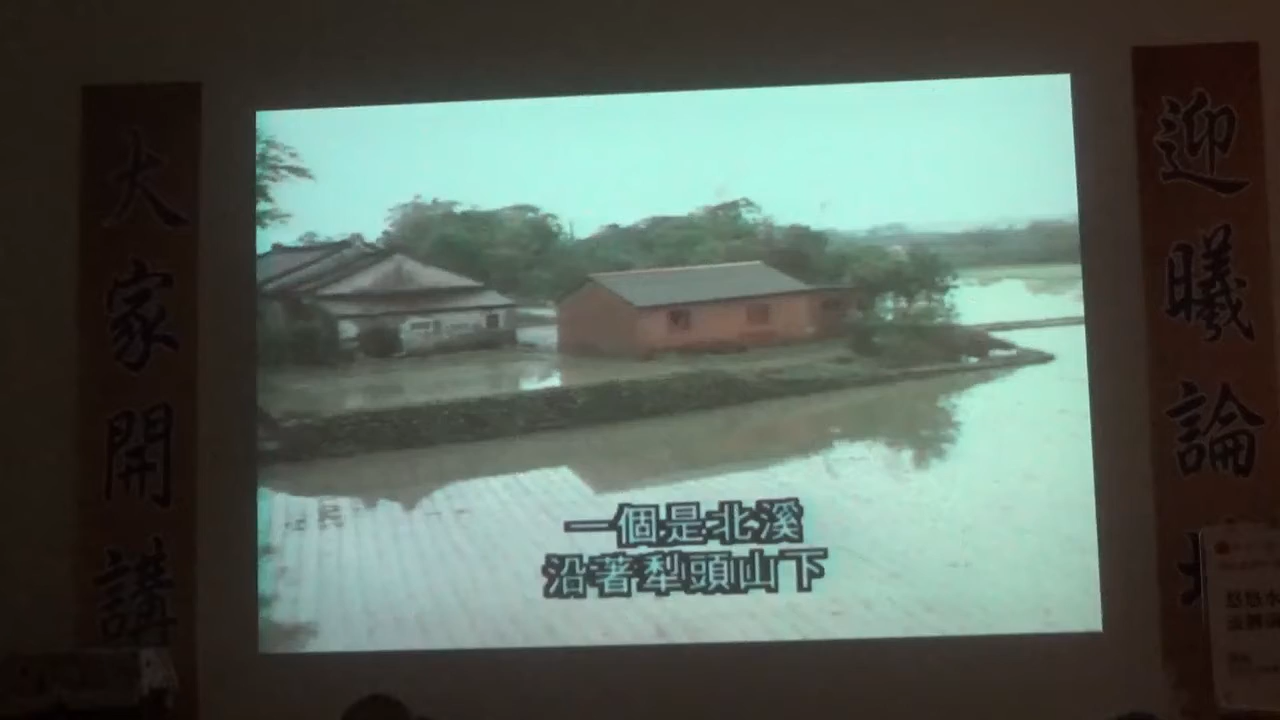 迎曦論
大家開講
一個是北溪
沿著犁頭山下